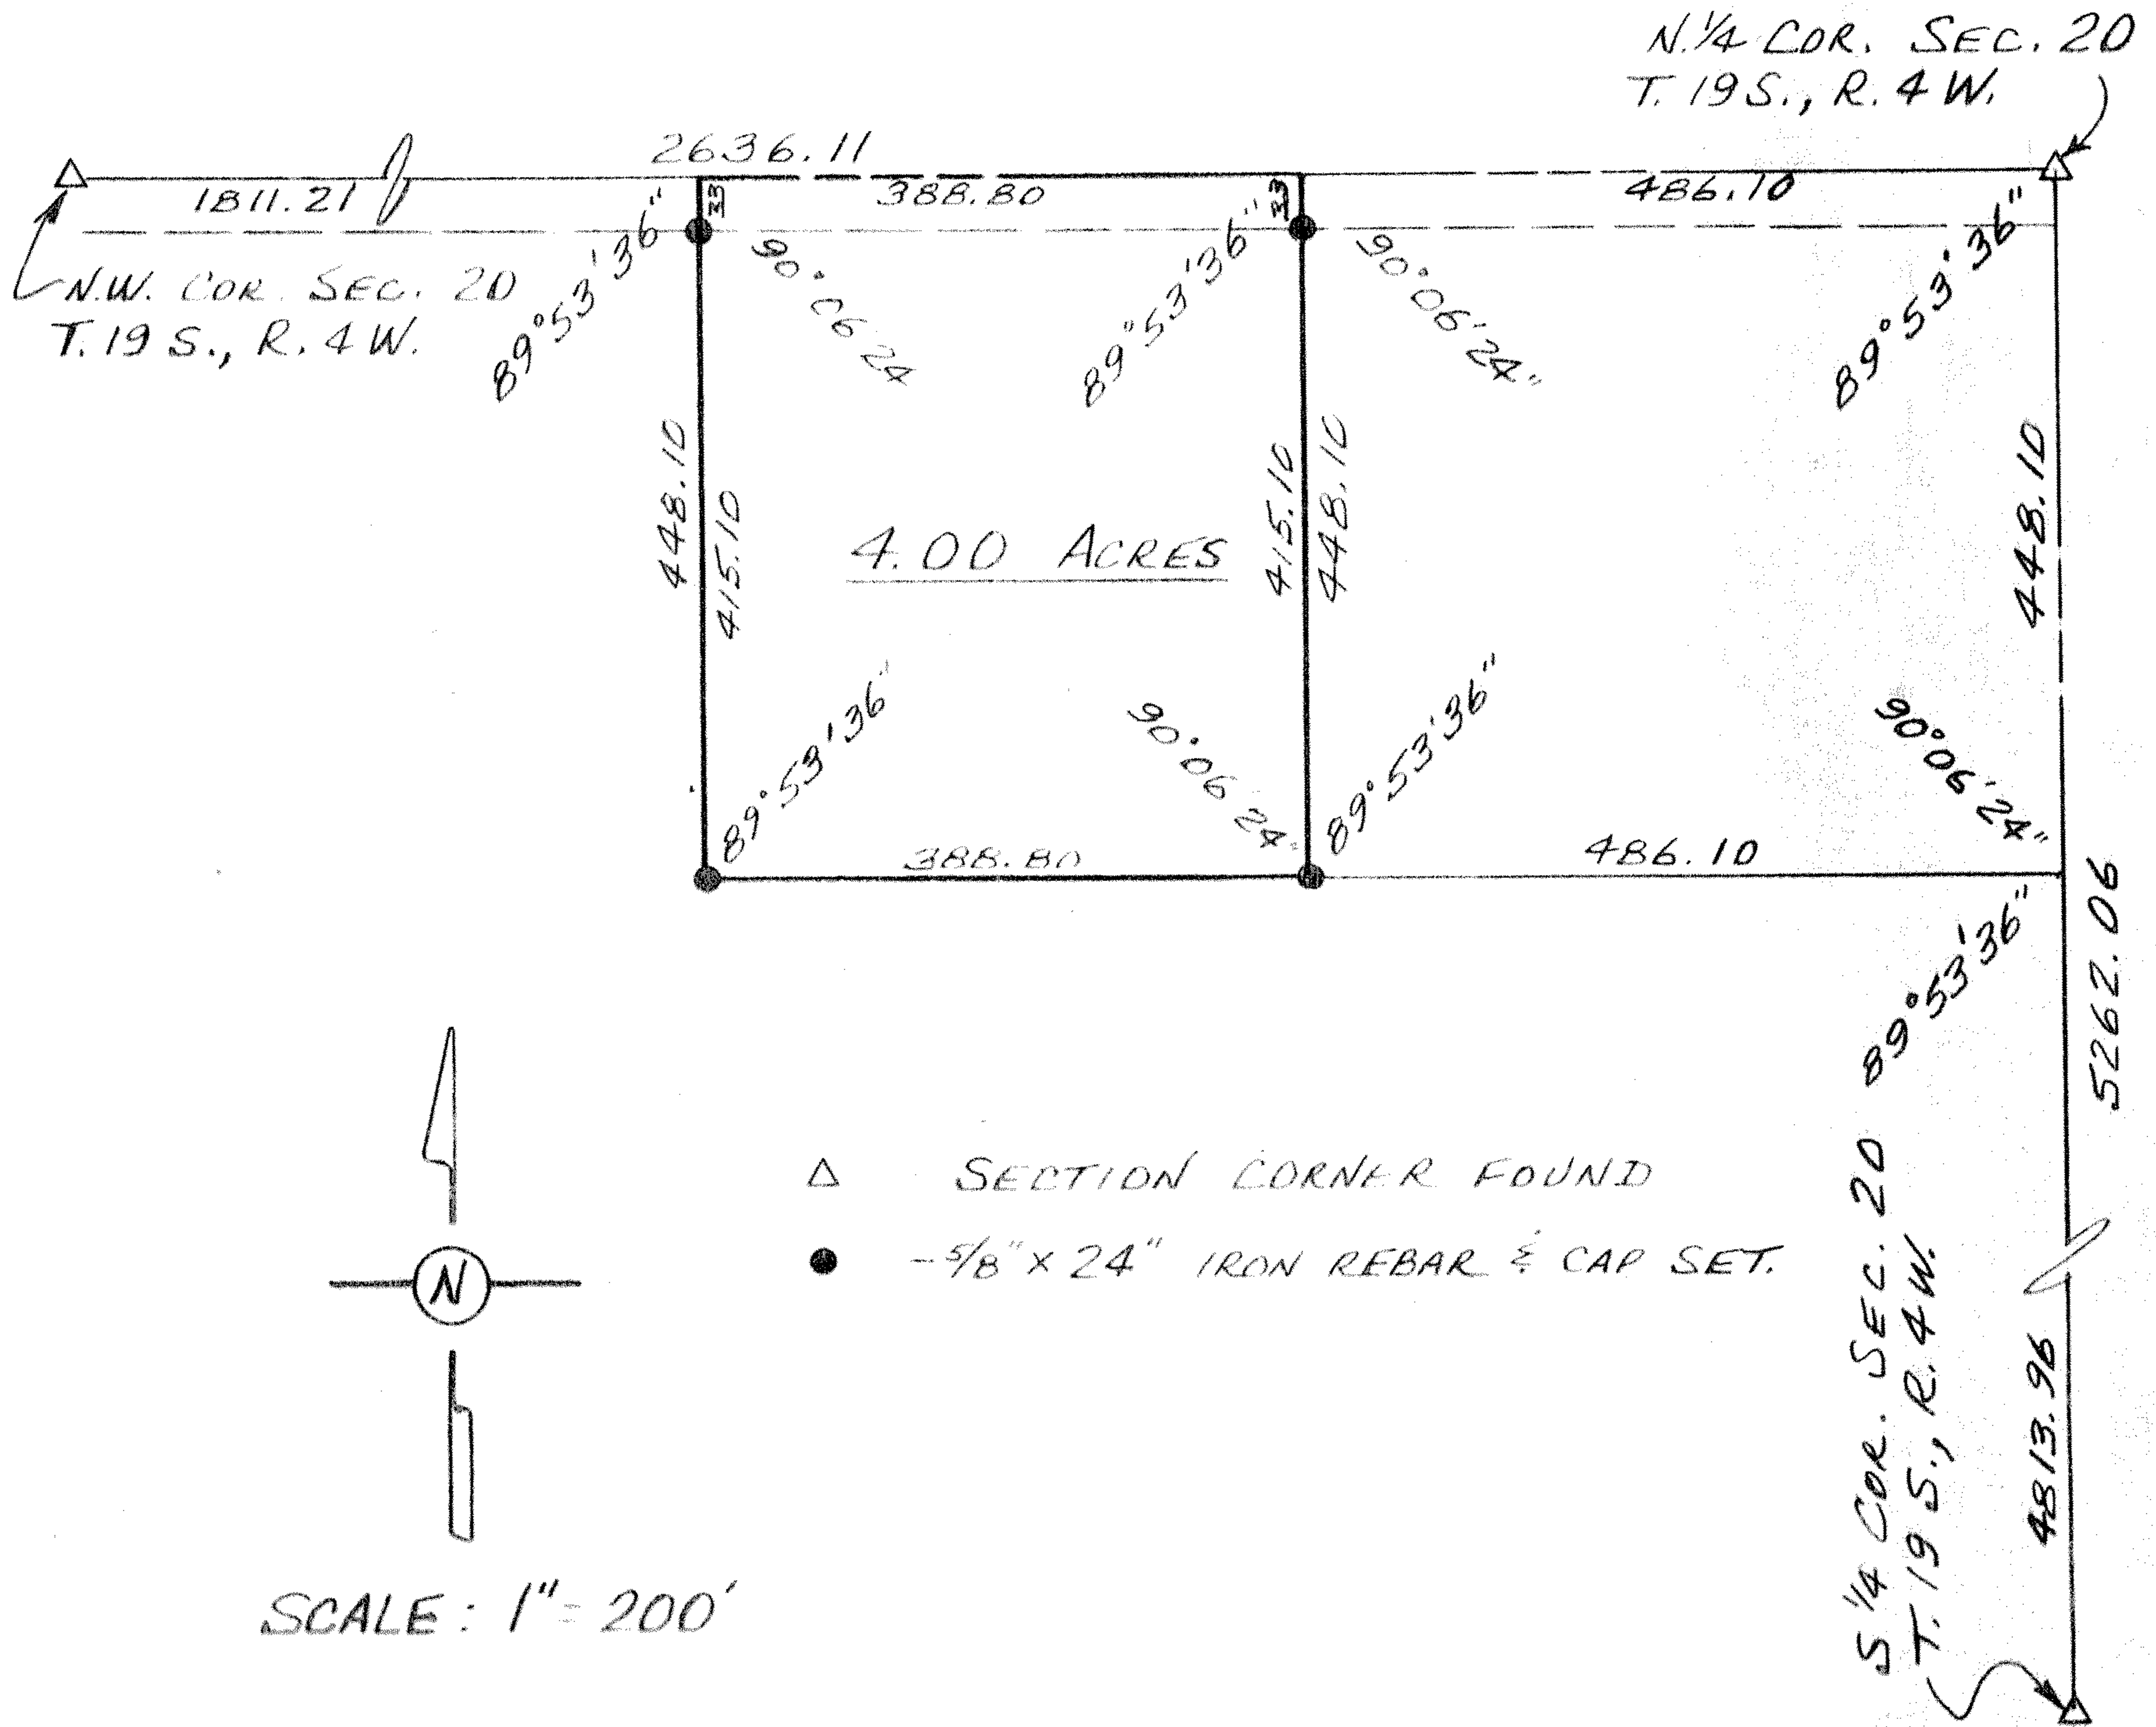 N. 1/4 COR. SEC. 20
T. 19 S., R. 4 W.
2636.11
1811.21
33
388.80
33
486.10
N.W. COR. SEC. 20
T. 19 S., R. 4 W.
89°53'36"
90°06'24
89°53'36"
90°06'24"
89°53'36"
448.10
415.10
4.00 ACRES
415.10
448.10
448.10
89°53'36"
90°06'24"
89°53'36"
90°06'24"
388.80
486.10
89°53'36"
5262.06
△ SECTION CORNER FOUND
● - 5/8" X 24" IRON REBAR & CAP SET.
N
S 1/4 COR. SEC. 20
T. 19 S., R. 4 W.
4813.96
SCALE: 1" = 200'